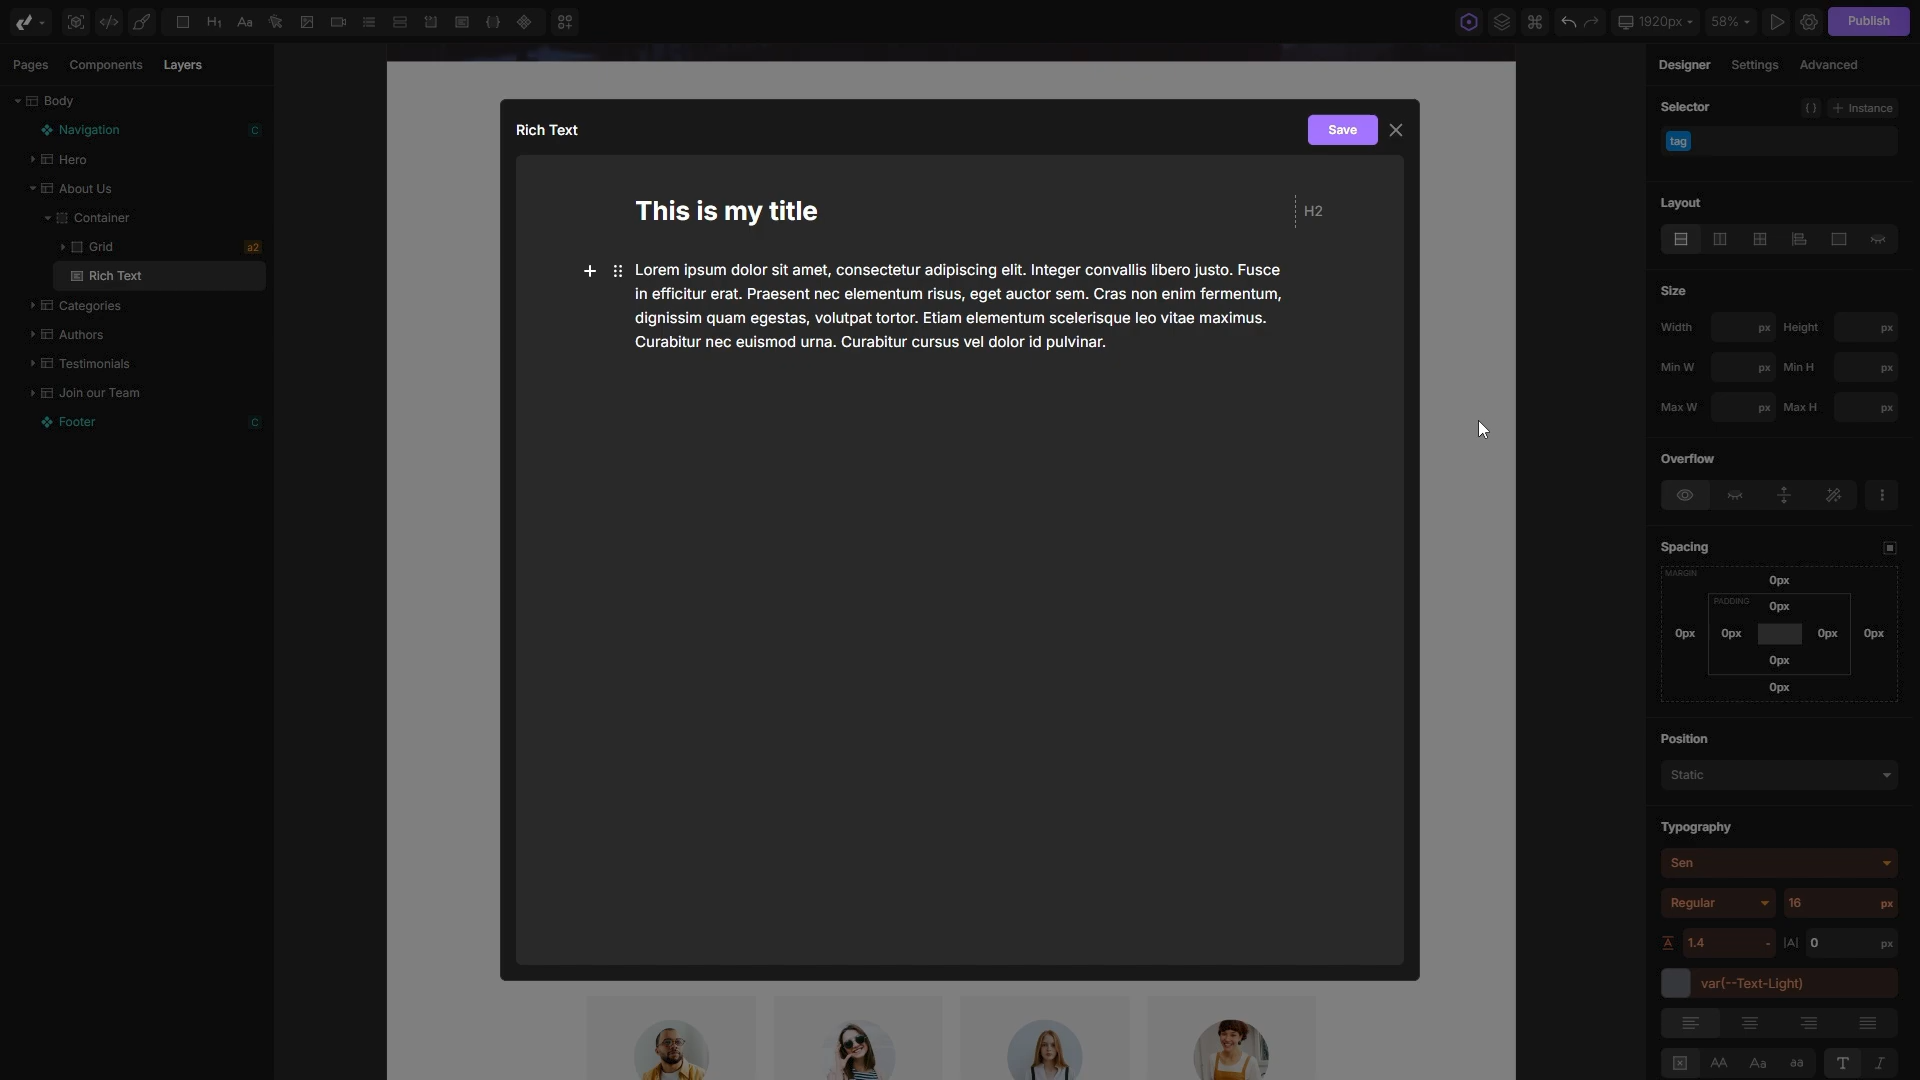 H1 Aa
1920px 58% Publish
Pages Components Layers
Body
Navigation C
Hero
About Us
Container
Grid a2
Rich Text
Categories
Authors
Testimonials
Join our Team
Footer C
Rich Text Save
This is my title H2
Lorem ipsum dolor sit amet, consectetur adipiscing elit. Integer convallis libero justo. Fusce
in efficitur erat. Praesent nec elementum risus, eget auctor sem. Cras non enim fermentum,
dignissim quam egestas, volutpat tortor. Etiam elementum scelerisque leo vitae maximus.
Curabitur nec euismod urna. Curabitur cursus vel dolor id pulvinar.
Designer Settings Advanced
Selector {} + Instance
tag
Layout
Size
Width px Height px
Min W px Min H px
Max W px Max H px
Overflow
Spacing
MARGIN 0px
PADDING 0px
0px 0px 0px 0px
0px
0px
Position
Static
Typography
Sen
Regular 16 px
A 1.4 - |A| 0 px
var(--Text-Light)
AA Aa aa T I